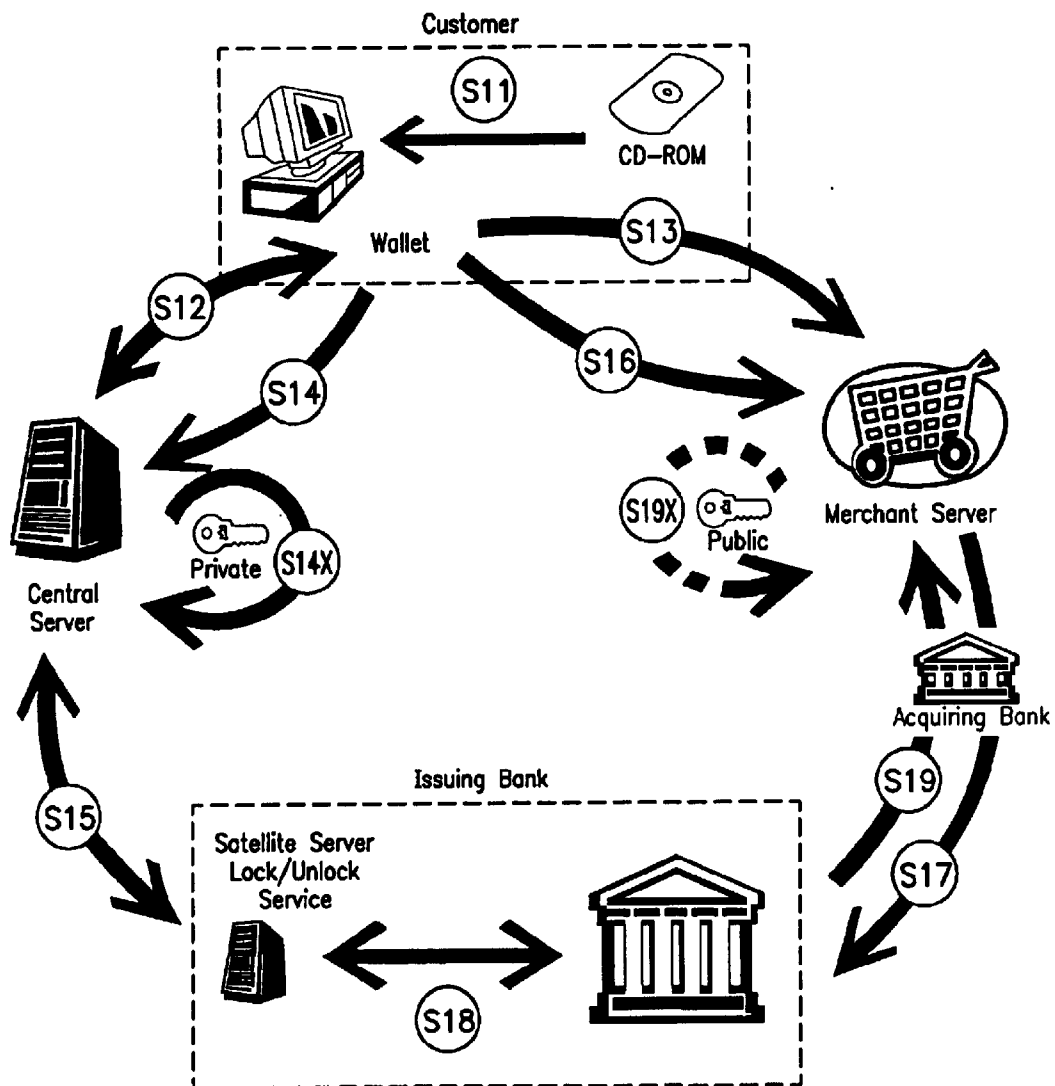 Customer
S11
CD-ROM
Wallet
S13
S12
S14
S16
S19X
Public
Merchant Server
Private
S14X
Central
Server
Acquiring Bank
S15
S19
Issuing Bank
Satellite Server
Lock/Unlock
Service
S17
S18